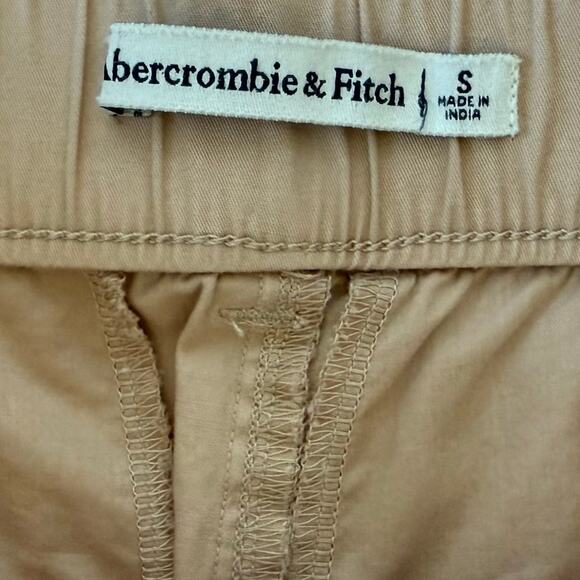 Abercrombie & Fitch
S
MADE IN
INDIA